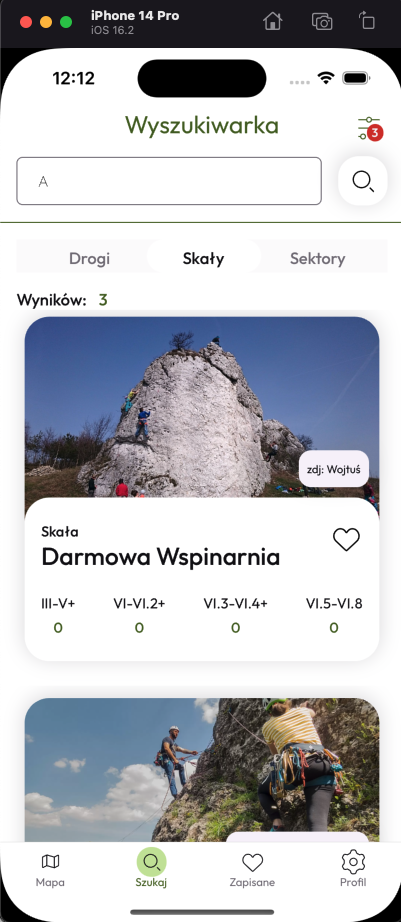 iPhone 14 Pro
iOS 16.2
12:12
Wyszukiwarka
3
A
Drogi Skały Sektory
Wyników: 3
zdj: Wojtuś
Skała
Darmowa Wspinarnia
III-V+ VI-VI.2+ VI.3-VI.4+ VI.5-VI.8
0 0 0 0
Mapa Szukaj Zapisane Profil